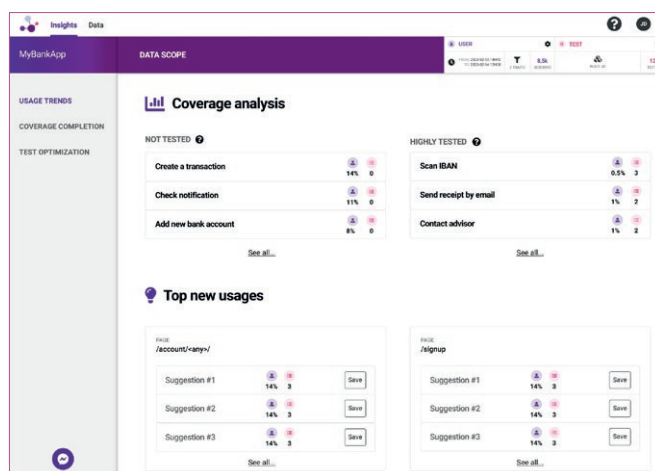 Insights Data
? JD
MyBankApp
DATA SCOPE
USER
TEST
8.5k
USAGE TRENDS
COVERAGE COMPLETION
TEST OPTIMIZATION
Coverage analysis
NOT TESTED ?
HIGHLY TESTED ?
Create a transaction 14% 0
Scan IBAN 0.5% 3
Check notification 11% 0
Send receipt by email 1% 2
Add new bank account 8% 0
Contact advisor 1% 2
See all...
See all...
Top new usages
PAGE
/account/<any>/
PAGE
/signup
Suggestion #1 14% 3 Save
Suggestion #1 14% 3 Save
Suggestion #2 14% 3 Save
Suggestion #2 14% 3 Save
Suggestion #3 14% 3 Save
Suggestion #3 14% 3 Save
See all...
See all...